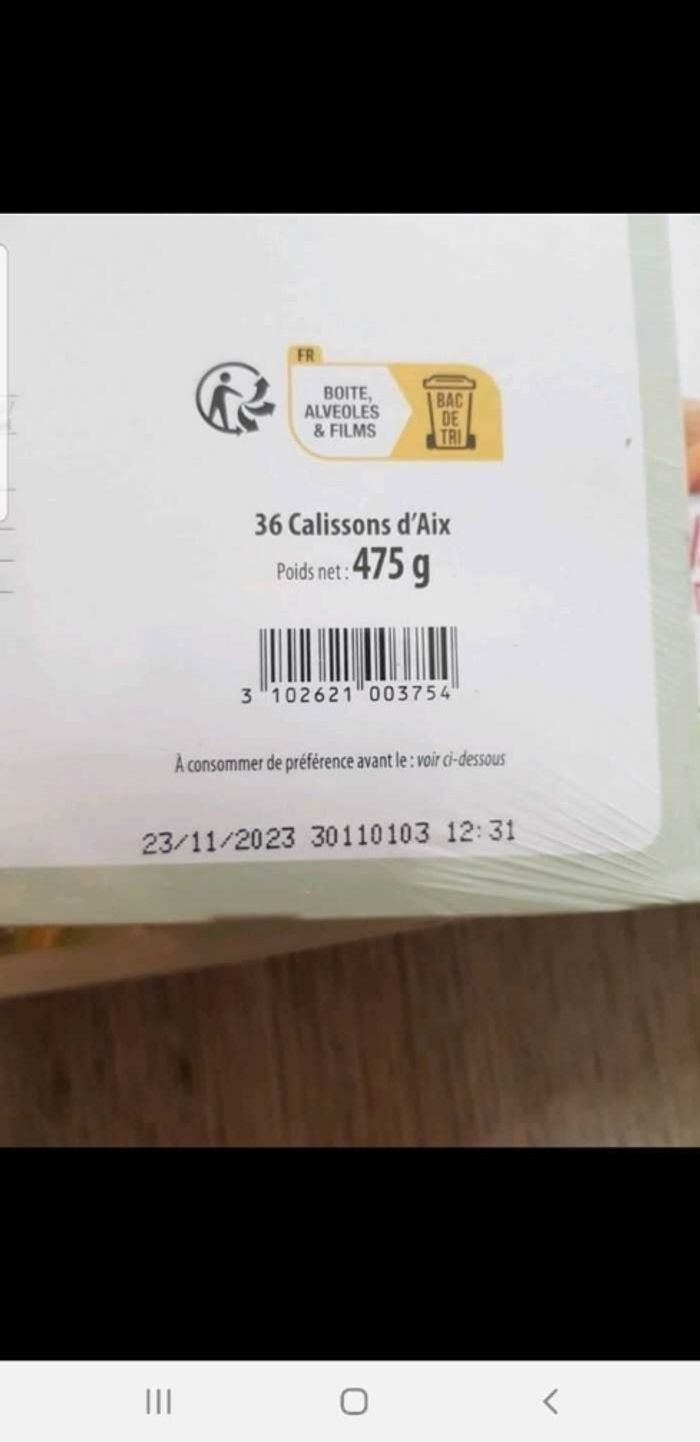 FR
BOITE,
ALVEOLES
& FILMS
BAC
DE
TRI
36 Calissons d'Aix
Poids net : 475 g
3 102621 003754
À consommer de préférence avant le : voir ci-dessous
23/11/2023 30110103 12:31